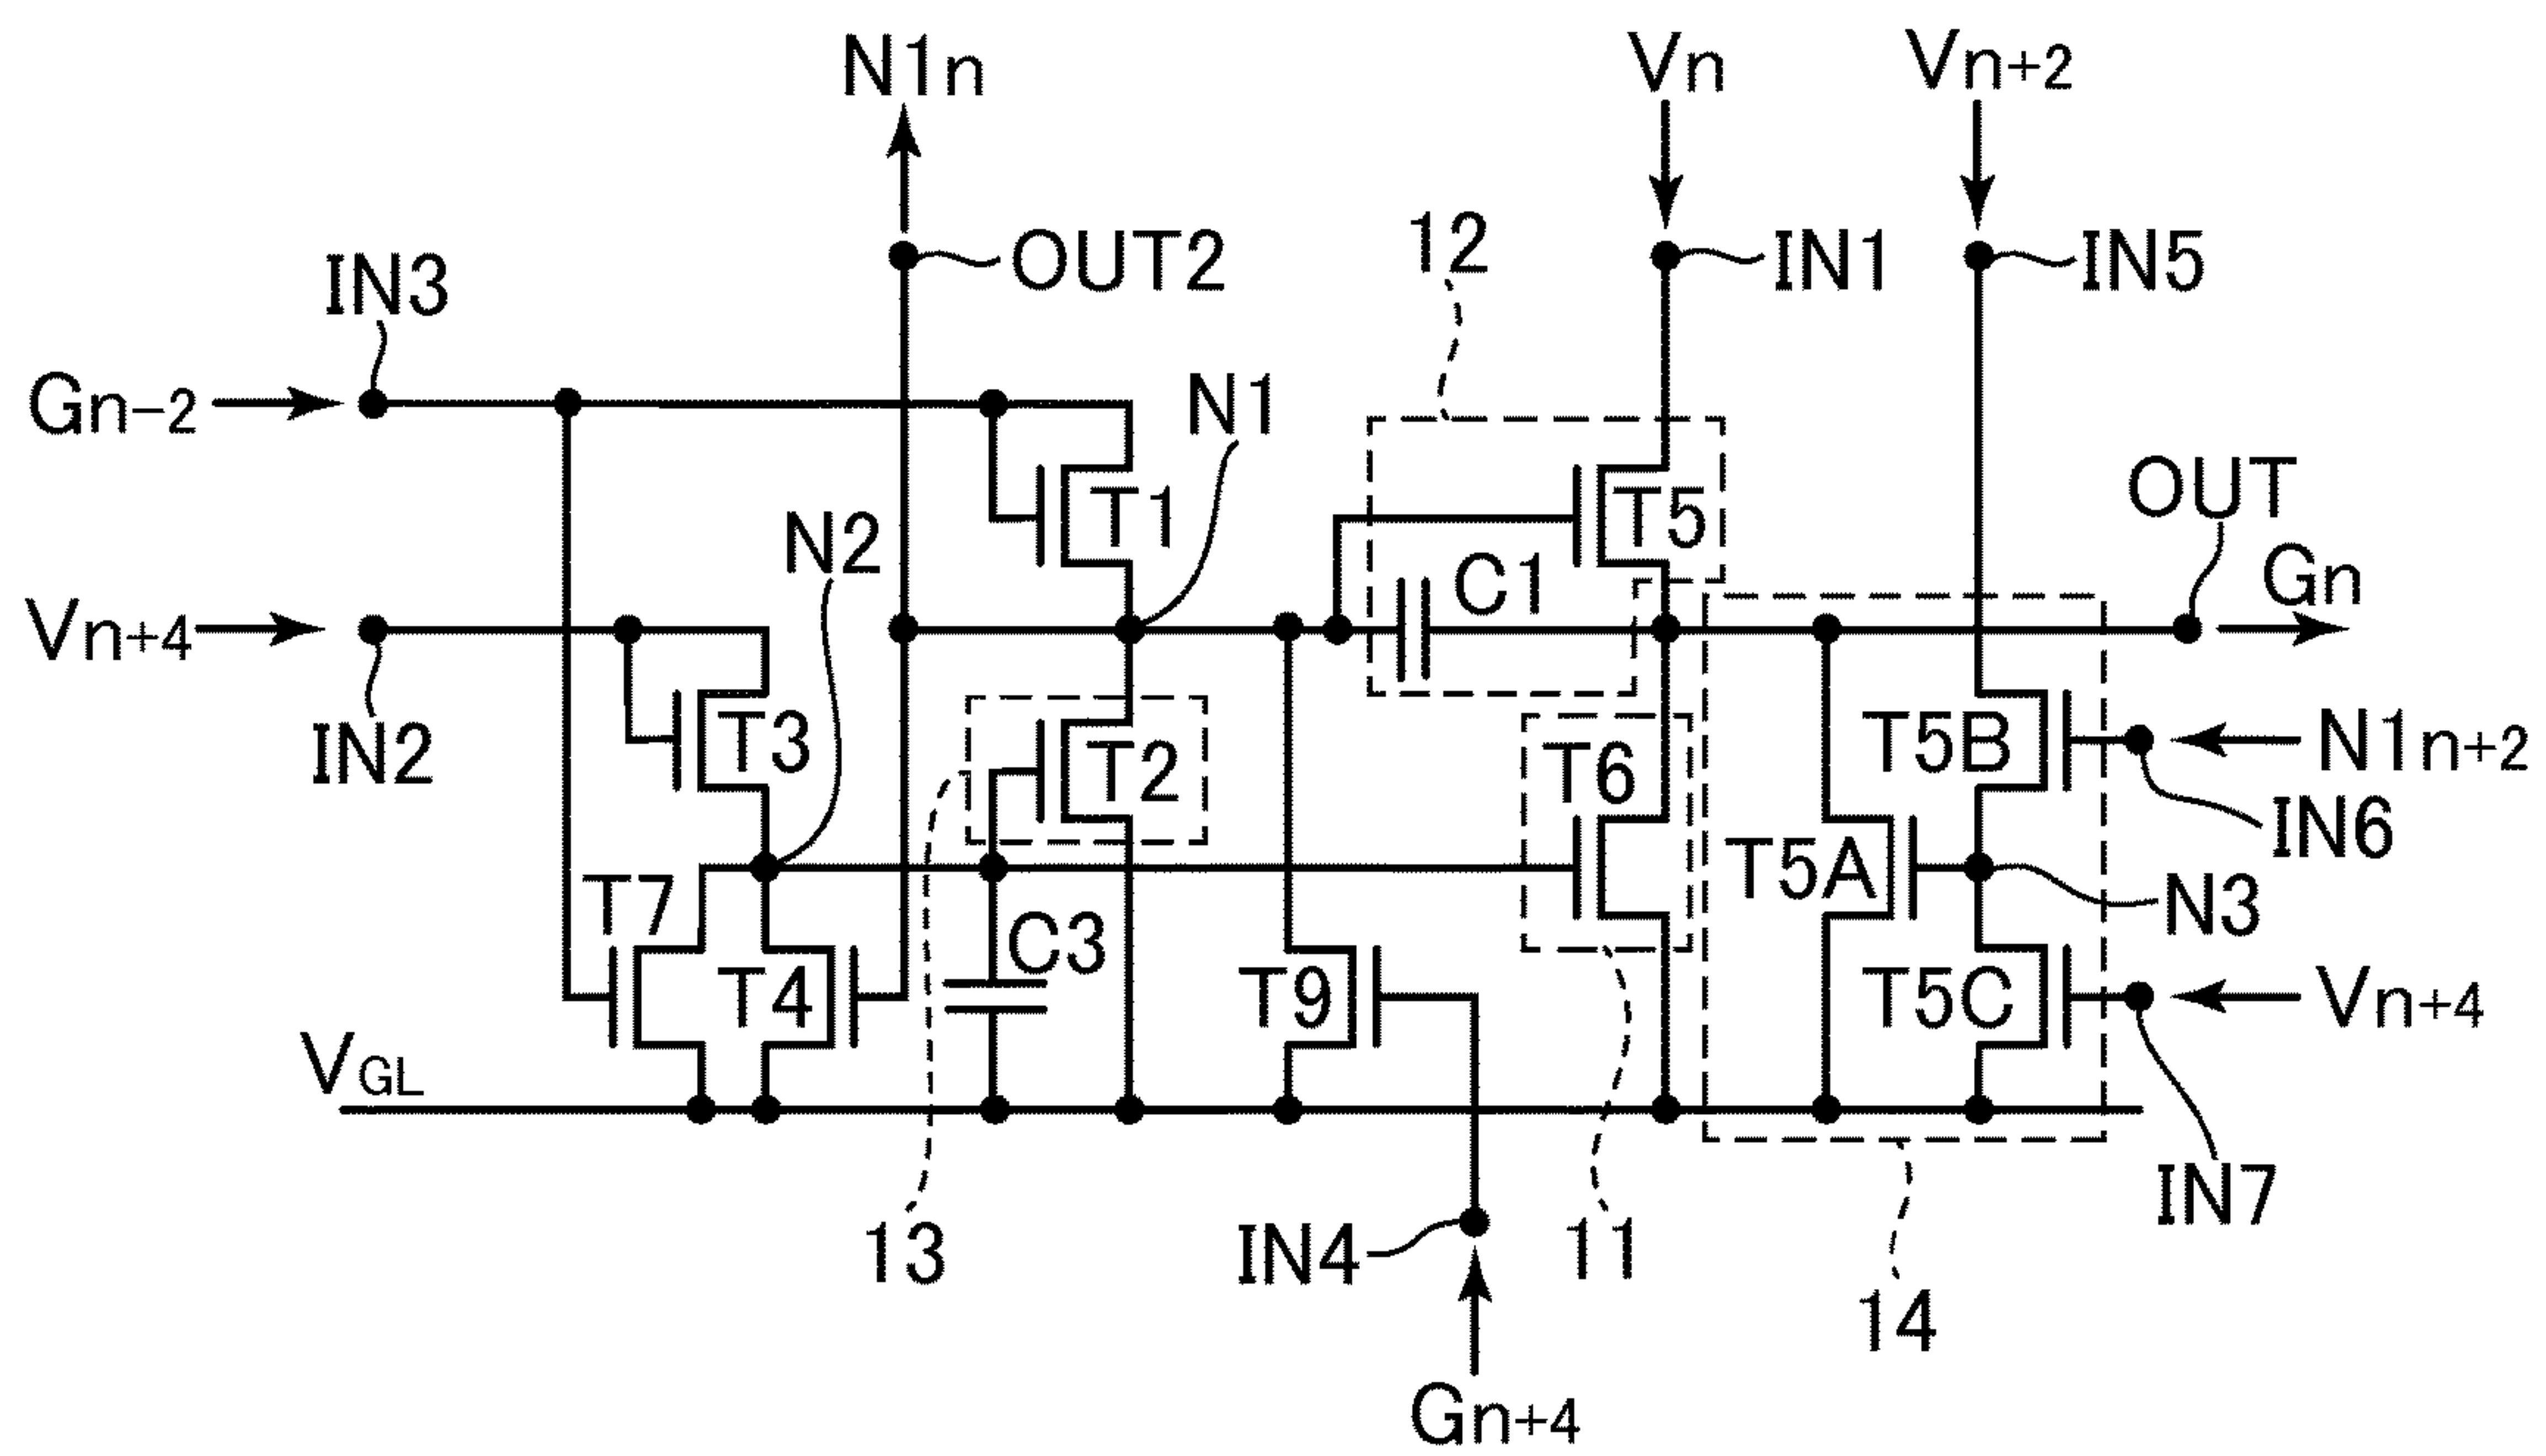 N1n
Vn
Vn+2
OUT2
12
IN1
IN5
IN3
Gn-2
N1
T1
T5
OUT
N2
C1
Gn
Vn+4
IN2
T3
T2
T6
T5B
N1n+2
IN6
T5A
N3
T7
C3
T4
T9
T5C
Vn+4
VGL
IN7
13
IN4
11
14
Gn+4